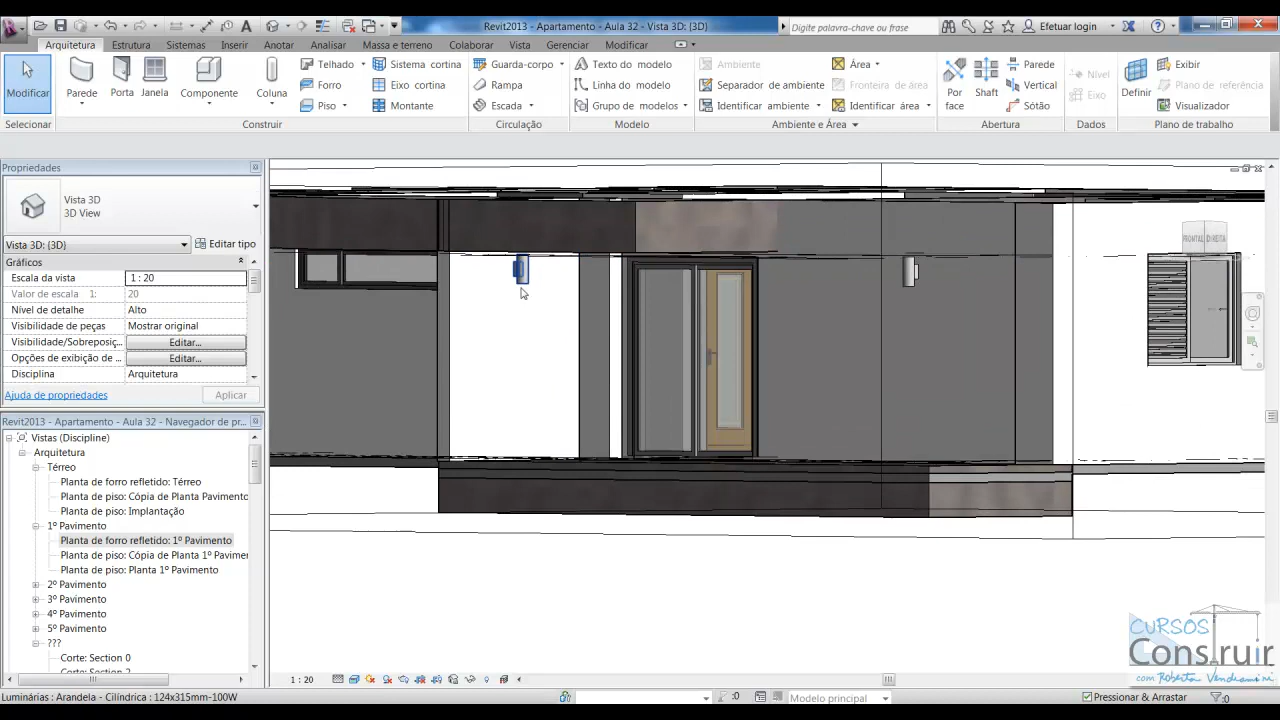 Revit2013 - Apartamento - Aula 32 - Vista 3D: {3D}
Digite palavra-chave ou frase
Efetuar login
Arquitetura Estrutura Sistemas Inserir Anotar Analisar Massa e terreno Colaborar Vista Gerenciar Modificar
Modificar
Parede
Porta
Janela
Componente
Coluna
Telhado
Forro
Piso
Sistema cortina
Eixo cortina
Montante
Guarda-corpo
Rampa
Escada
Texto do modelo
Linha do modelo
Grupo de modelos
Ambiente
Separador de ambiente
Identificar ambiente
Área
Fronteira de área
Identificar área
Por face
Shaft
Parede
Vertical
Sótão
Nível
Eixo
Definir
Exibir
Plano de referência
Visualizador
Selecionar Construir Circulação Modelo Ambiente e Área Abertura Dados Plano de trabalho
Propriedades
Vista 3D
3D View
Vista 3D: {3D} Editar tipo
Gráficos
Escala da vista 1 : 20
Valor de escala 1: 20
Nível de detalhe Alto
Visibilidade de peças Mostrar original
Visibilidade/Sobreposiç... Editar...
Opções de exibição de ... Editar...
Disciplina Arquitetura
Ajuda de propriedades Aplicar
Revit2013 - Apartamento - Aula 32 - Navegador de pr...
Vistas (Discipline)
Arquitetura
Térreo
Planta de forro refletido: Térreo
Planta de piso: Cópia de Planta Pavimento
Planta de piso: Implantação
1º Pavimento
Planta de forro refletido: 1º Pavimento
Planta de piso: Cópia de Planta 1º Pavimen
Planta de piso: Planta 1º Pavimento
2º Pavimento
3º Pavimento
4º Pavimento
5º Pavimento
???
Corte: Section 0
Corte: Section 2
FRONTAL DIREITA
CURSOS
Construir
com Roberta Vendramini
1 : 20
Luminárias : Arandela - Cilíndrica : 124x315mm-100W
:0
Modelo principal
Pressionar & Arrastar
:0